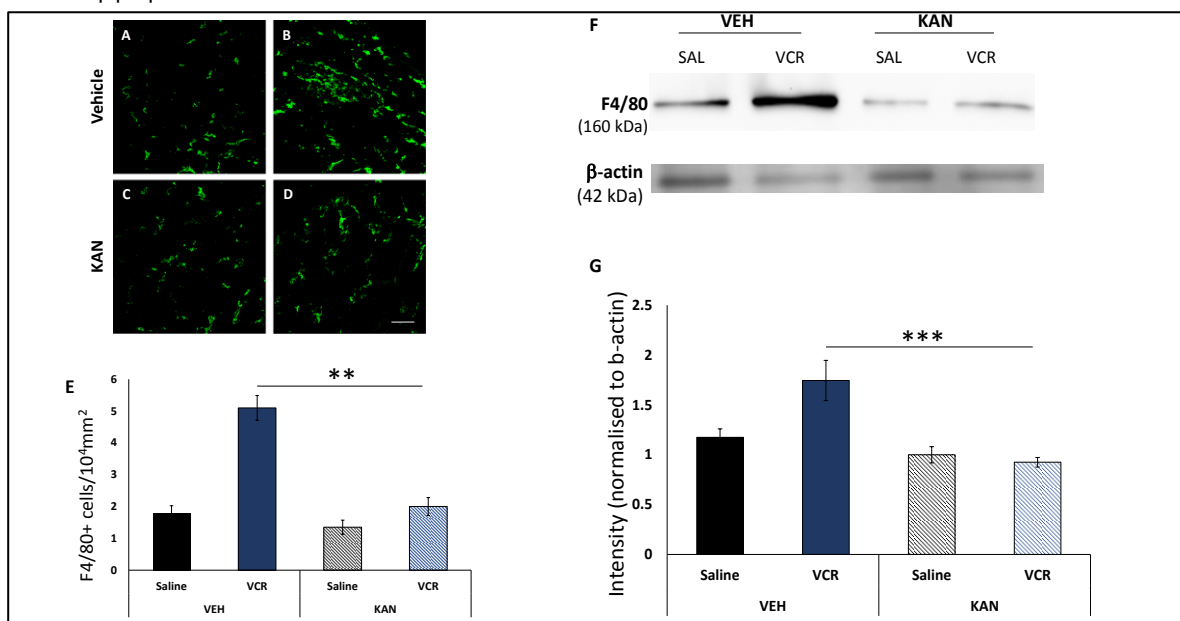 A
B
Vehicle
C
D
KAN
E
F4/80+ cells/10⁴mm²
6
5
4
3
2
1
0
**
Saline
VCR
Saline
VCR
VEH
KAN
F
VEH
KAN
SAL
VCR
SAL
VCR
F4/80
(160 kDa)
β-actin
(42 kDa)
G
Intensity (normalised to b-actin)
2.5
2
1.5
1
0.5
0
***
Saline
VCR
Saline
VCR
VEH
KAN